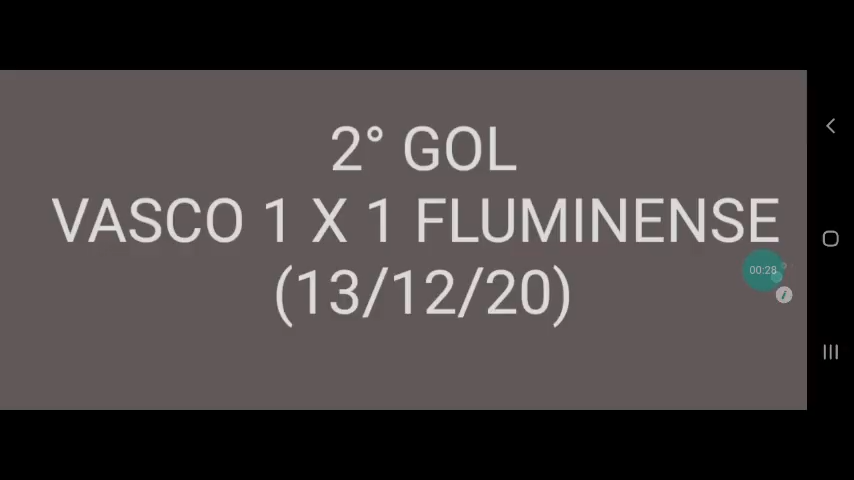 2° GOL
VASCO 1 X 1 FLUMINENSE
(13/12/20)
00:28
i